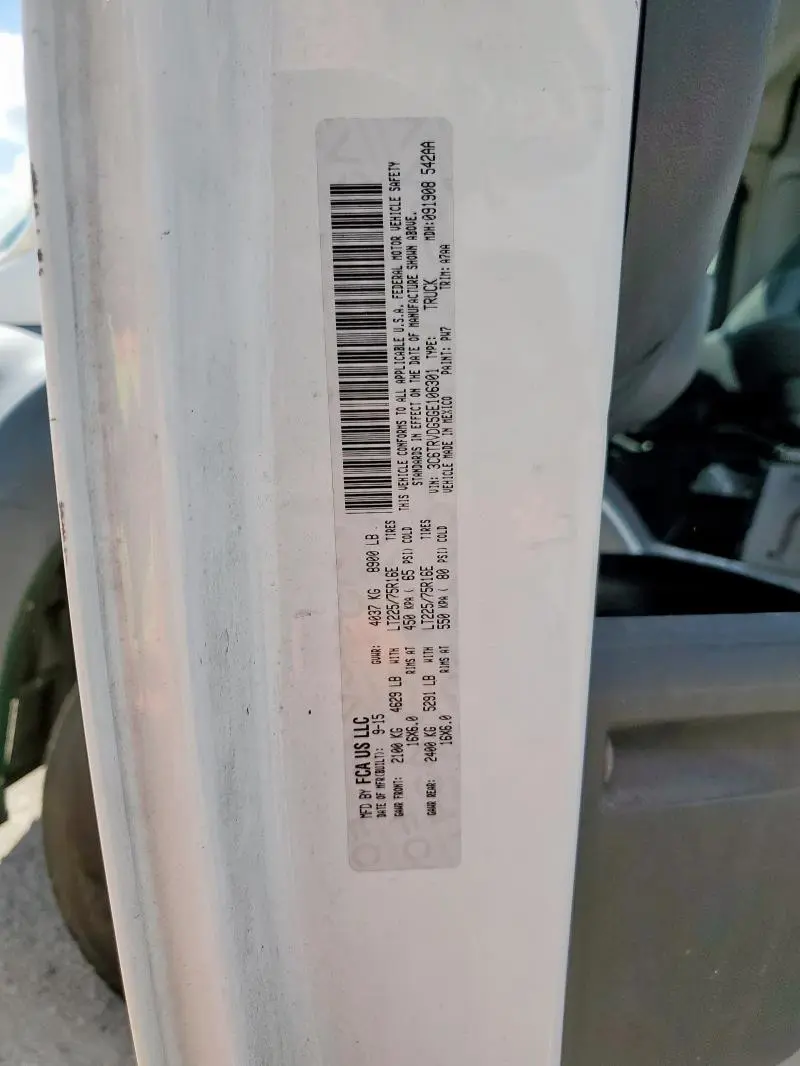 MFD BY FCA US LLC
DATE OF MFR(BUILT): 9-15 GVWR: 4037 KG 8900 LB
GAWR FRONT: 2100 KG 4629 LB WITH LT225/75R16E TIRES
16X6.0 RIMS AT 450 KPA ( 65 PSI) COLD
GAWR REAR: 2400 KG 5291 LB WITH LT225/75R16E TIRES
16X6.0 RIMS AT 550 KPA ( 80 PSI) COLD
THIS VEHICLE CONFORMS TO ALL APPLICABLE U.S.A. FEDERAL MOTOR VEHICLE SAFETY
STANDARDS IN EFFECT ON THE DATE OF MANUFACTURE SHOWN ABOVE.
VIN: 3C6TRVDG5GE106301 TYPE: TRUCK MDH:091908 542AA
VEHICLE MADE IN MEXICO PAINT: PW7 TRIM: A7AA